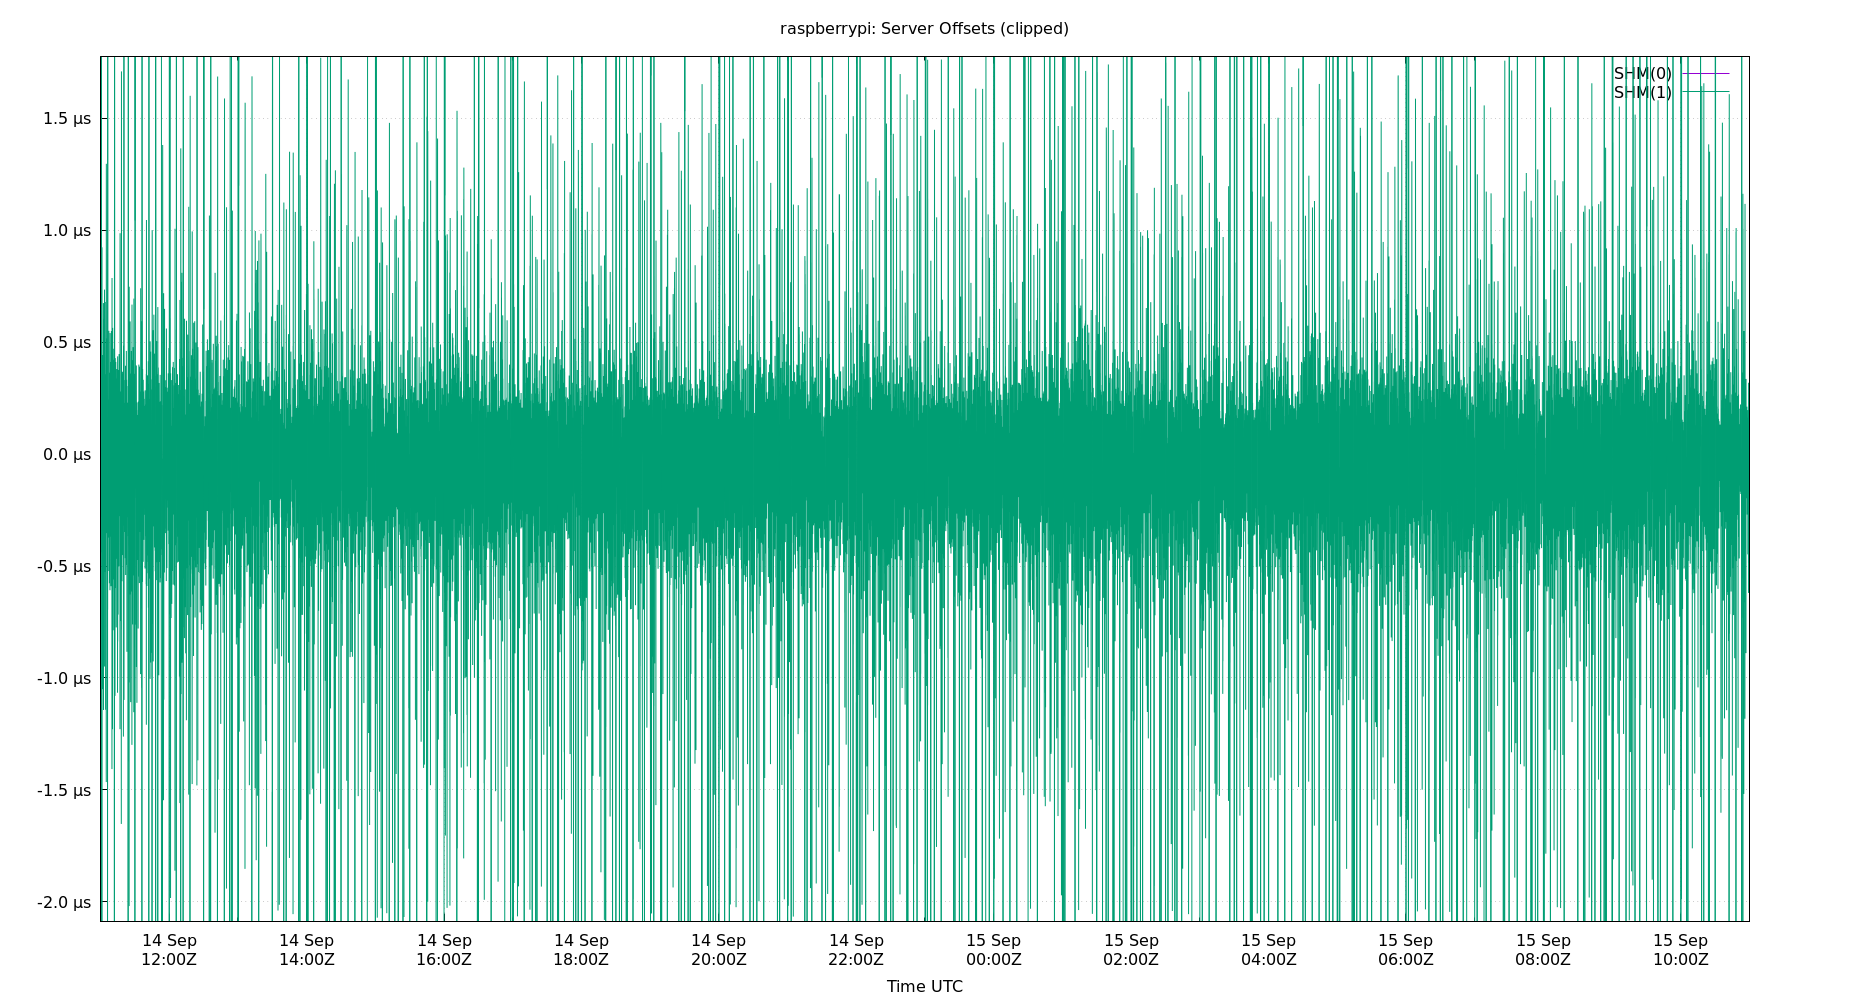 raspberrypi: Server Offsets (clipped)
SHM(0)
SHM(1)
1.5 µs
1.0 µs
0.5 µs
0.0 µs
-0.5 µs
-1.0 µs
-1.5 µs
-2.0 µs
14 Sep 14 Sep 14 Sep 14 Sep 14 Sep 14 Sep 15 Sep 15 Sep 15 Sep 15 Sep 15 Sep 15 Sep
12:00Z 14:00Z 16:00Z 18:00Z 20:00Z 22:00Z 00:00Z 02:00Z 04:00Z 06:00Z 08:00Z 10:00Z
Time UTC